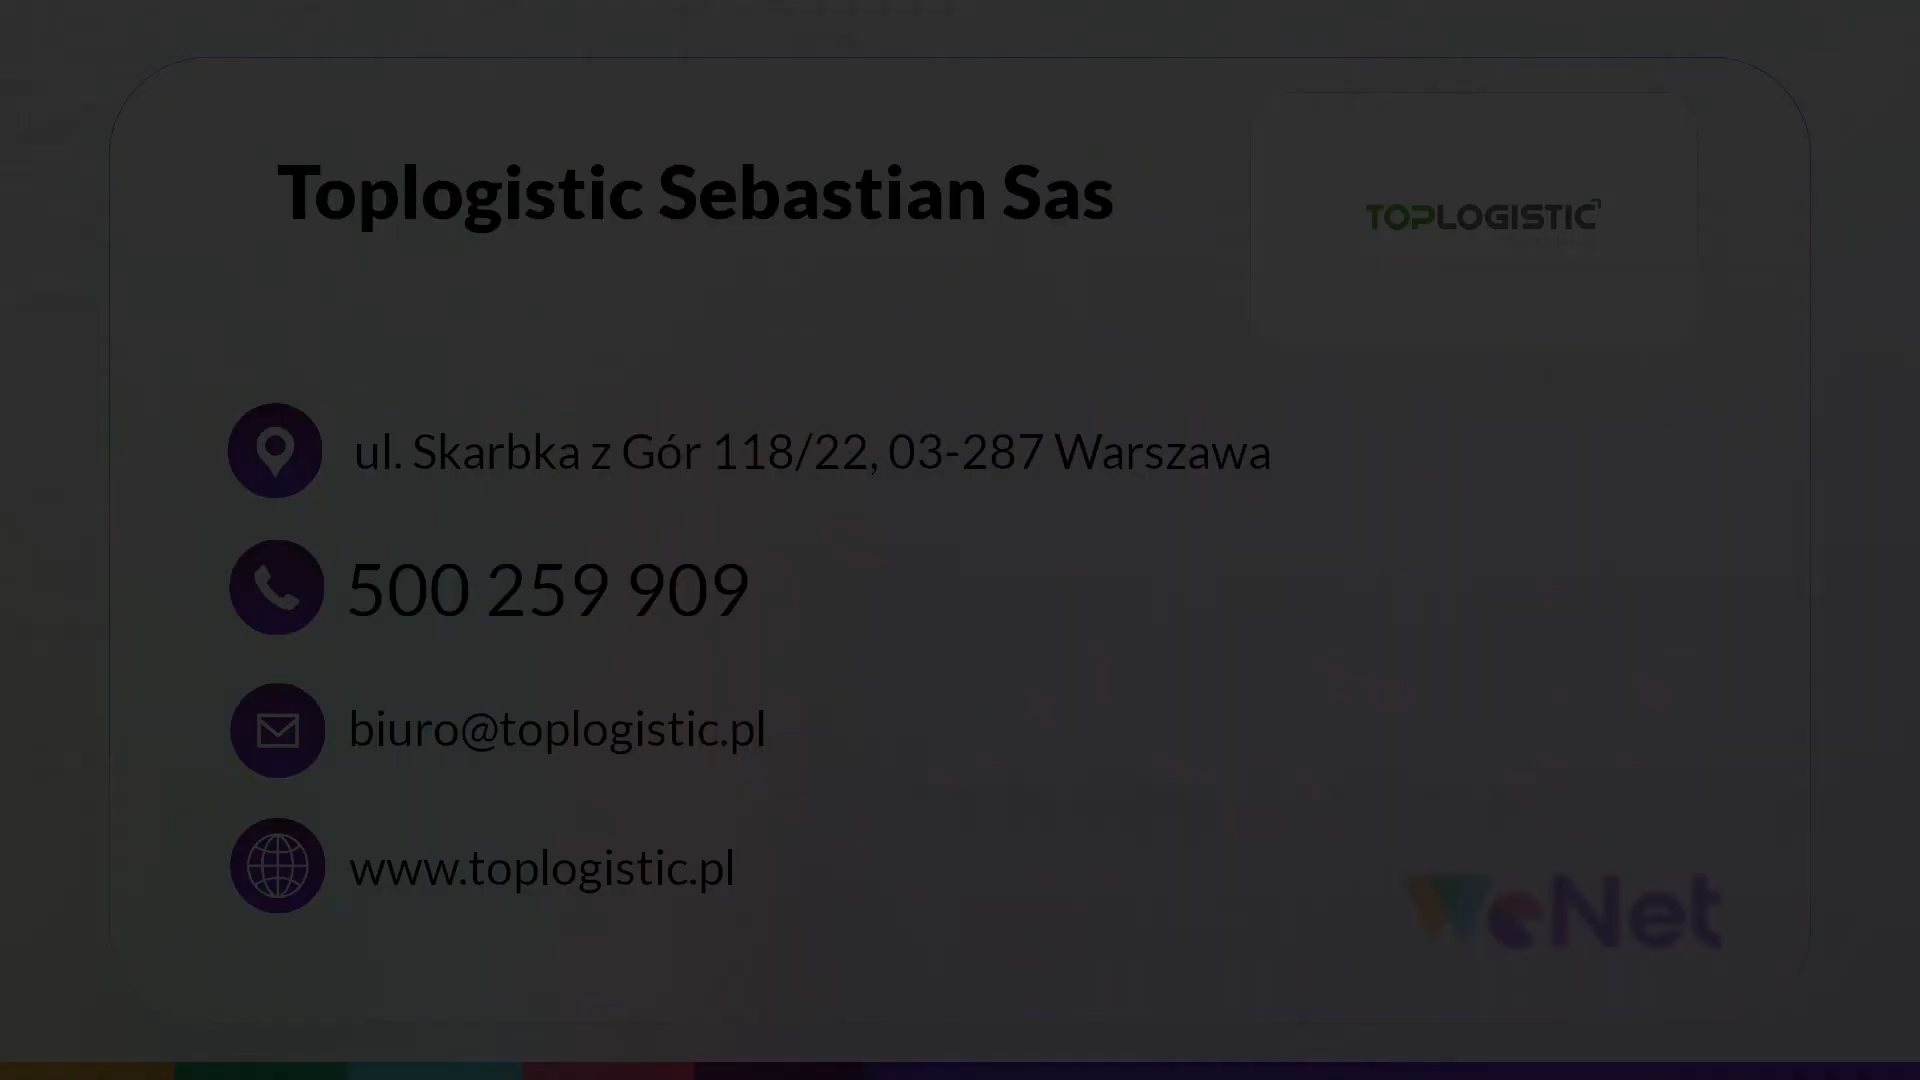 Toplogistic Sebastian Sas
TOPLOGISTIC
ul. Skarbka z Gór 118/22, 03-287 Warszawa
500 259 909
biuro@toplogistic.pl
www.toplogistic.pl
WeNet